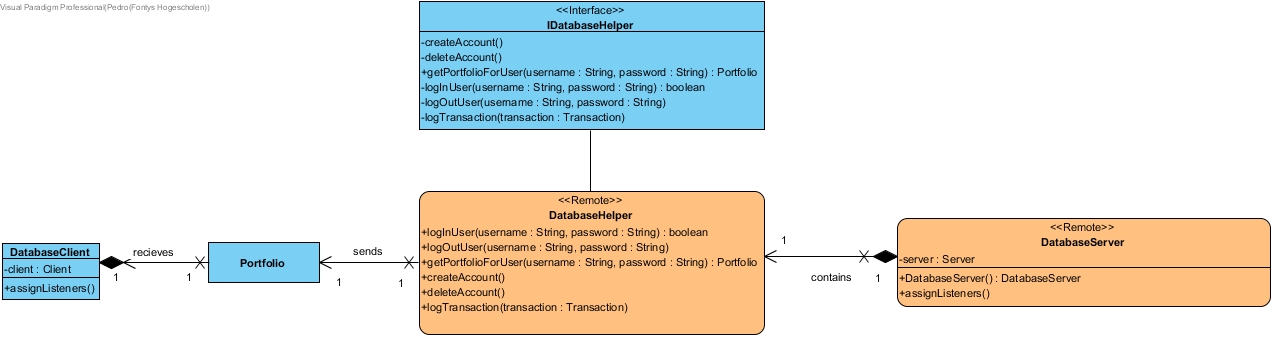 Visual Paradigm Professional(Pedro(Fontys Hogescholen))
<<Interface>>
IDatabaseHelper
-createAccount()
-deleteAccount()
+getPortfolioForUser(username : String, password : String) : Portfolio
-logInUser(username : String, password : String) : boolean
-logOutUser(username : String, password : String)
-logTransaction(transaction : Transaction)
<<Remote>>
DatabaseHelper
+logInUser(username : String, password : String) : boolean
+logOutUser(username : String, password : String)
+getPortfolioForUser(username : String, password : String) : Portfolio
+createAccount()
+deleteAccount()
+logTransaction(transaction : Transaction)
<<Remote>>
DatabaseServer
-server : Server
+DatabaseServer() : DatabaseServer
+assignListeners()
DatabaseClient
-client : Client
+assignListeners()
recieves
1
1
Portfolio
sends
1
1
1
contains
1